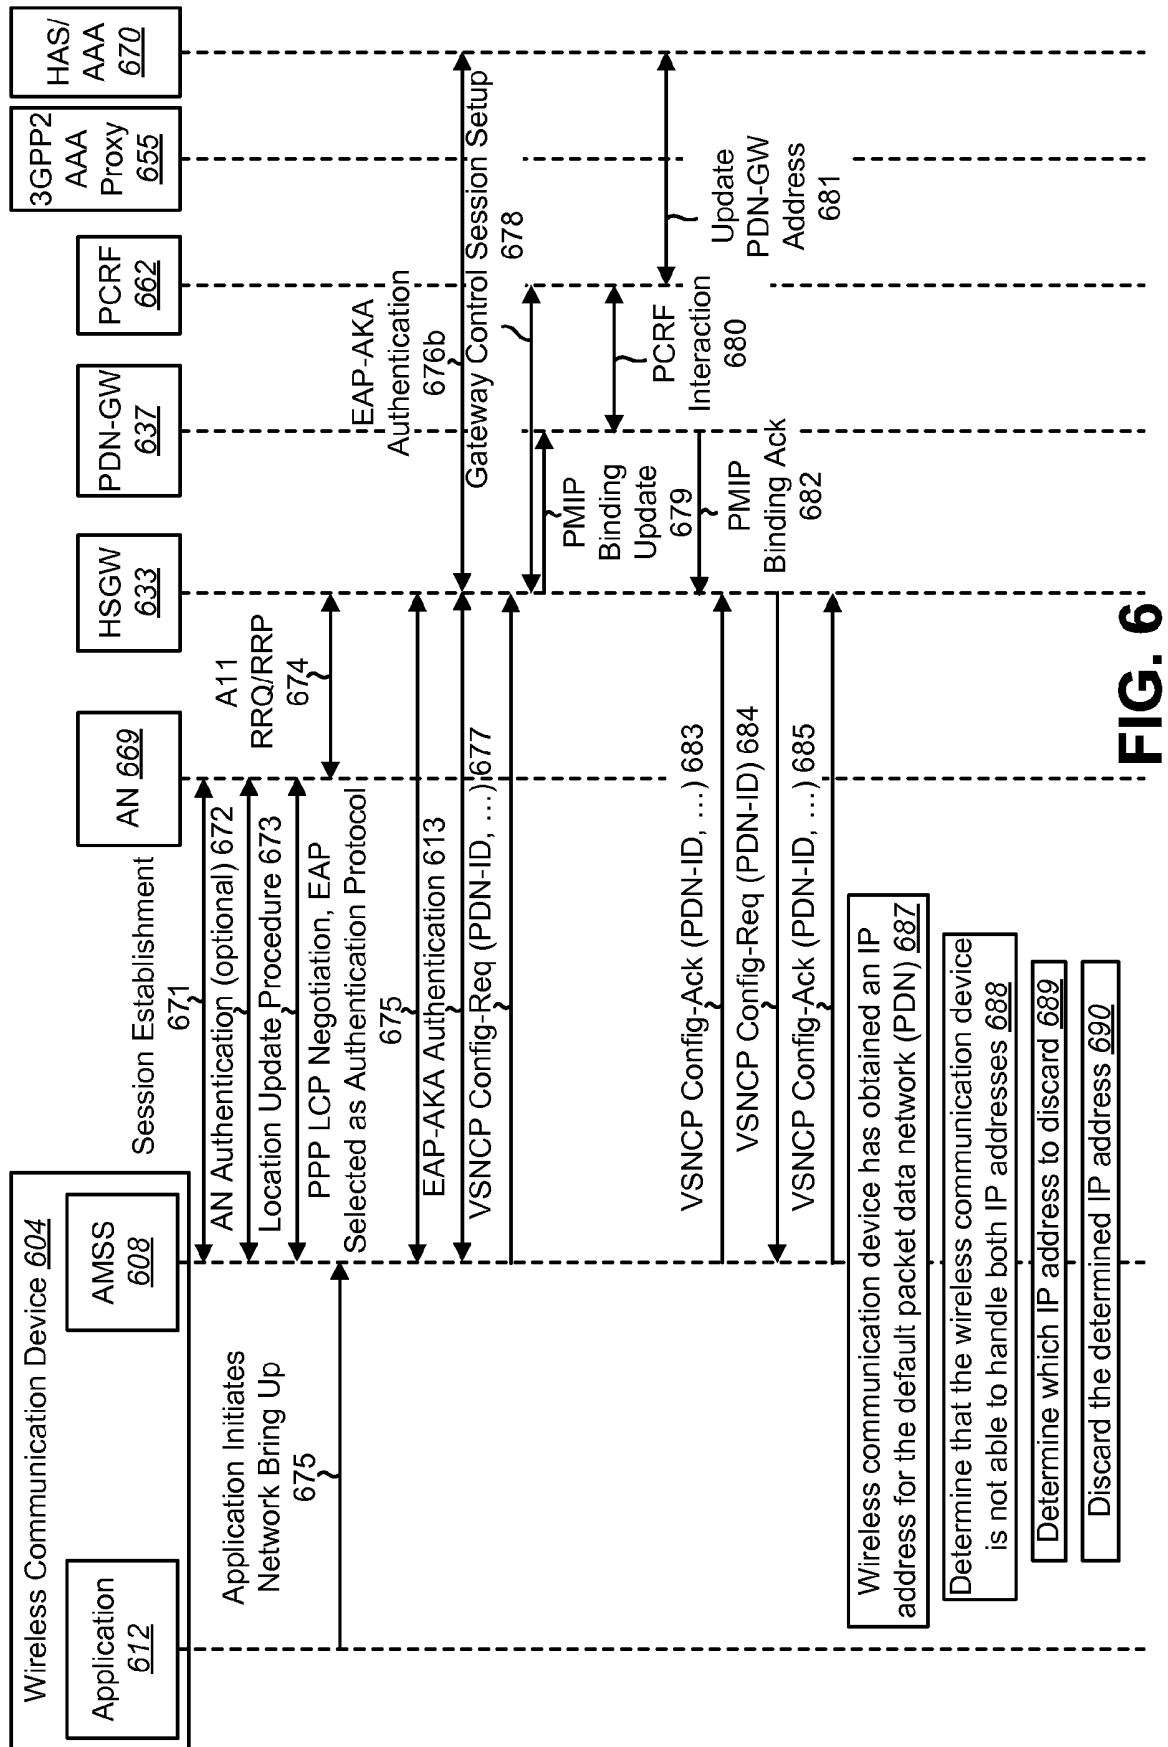 Wireless Communication Device 604
Application
612
AMSS
608
AN 669
HSGW
633
PDN-GW
637
PCRF
662
3GPP2
AAA
Proxy
655
HAS/
AAA
670
Session Establishment
671
AN Authentication (optional) 672
Location Update Procedure 673
A11
RRQ/RRP
674
Application Initiates
Network Bring Up
675
PPP LCP Negotiation, EAP
Selected as Authentication Protocol
675
EAP-AKA Authentication 613
EAP-AKA
Authentication
676b
VSNCP Config-Req (PDN-ID, …) 677
Gateway Control Session Setup
678
PMIP
Binding
Update
679
PCRF
Interaction
680
Update
PDN-GW
Address
681
PMIP
Binding Ack
682
VSNCP Config-Ack (PDN-ID, …) 683
VSNCP Config-Req (PDN-ID) 684
VSNCP Config-Ack (PDN-ID, …) 685
Wireless communication device has obtained an IP
address for the default packet data network (PDN) 687
Determine that the wireless communication device
is not able to handle both IP addresses 688
Determine which IP address to discard 689
Discard the determined IP address 690
FIG. 6